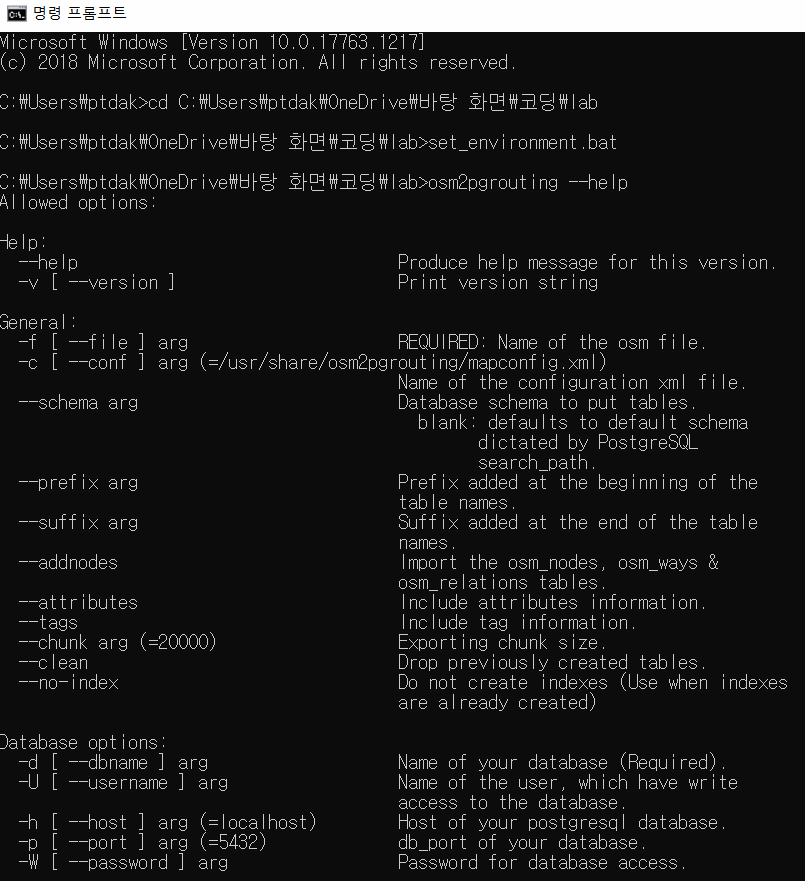 명령 프롬프트
Microsoft Windows [Version 10.0.17763.1217]
(c) 2018 Microsoft Corporation. All rights reserved.
C:₩Users₩ptdak>cd C:₩Users₩ptdak₩OneDrive₩바탕 화면₩코딩₩lab
C:₩Users₩ptdak₩OneDrive₩바탕 화면₩코딩₩lab>set_environment.bat
C:₩Users₩ptdak₩OneDrive₩바탕 화면₩코딩₩lab>osm2pgrouting --help
Allowed options:
Help:
--help Produce help message for this version.
-v [ --version ] Print version string
General:
-f [ --file ] arg REQUIRED: Name of the osm file.
-c [ --conf ] arg (=/usr/share/osm2pgrouting/mapconfig.xml)
Name of the configuration xml file.
--schema arg Database schema to put tables.
blank: defaults to default schema
dictated by PostgreSQL
search_path.
--prefix arg Prefix added at the beginning of the
table names.
--suffix arg Suffix added at the end of the table
names.
--addnodes Import the osm_nodes, osm_ways &
osm_relations tables.
--attributes Include attributes information.
--tags Include tag information.
--chunk arg (=20000) Exporting chunk size.
--clean Drop previously created tables.
--no-index Do not create indexes (Use when indexes
are already created)
Database options:
-d [ --dbname ] arg Name of your database (Required).
-U [ --username ] arg Name of the user, which have write
access to the database.
-h [ --host ] arg (=localhost) Host of your postgresql database.
-p [ --port ] arg (=5432) db_port of your database.
-W [ --password ] arg Password for database access.